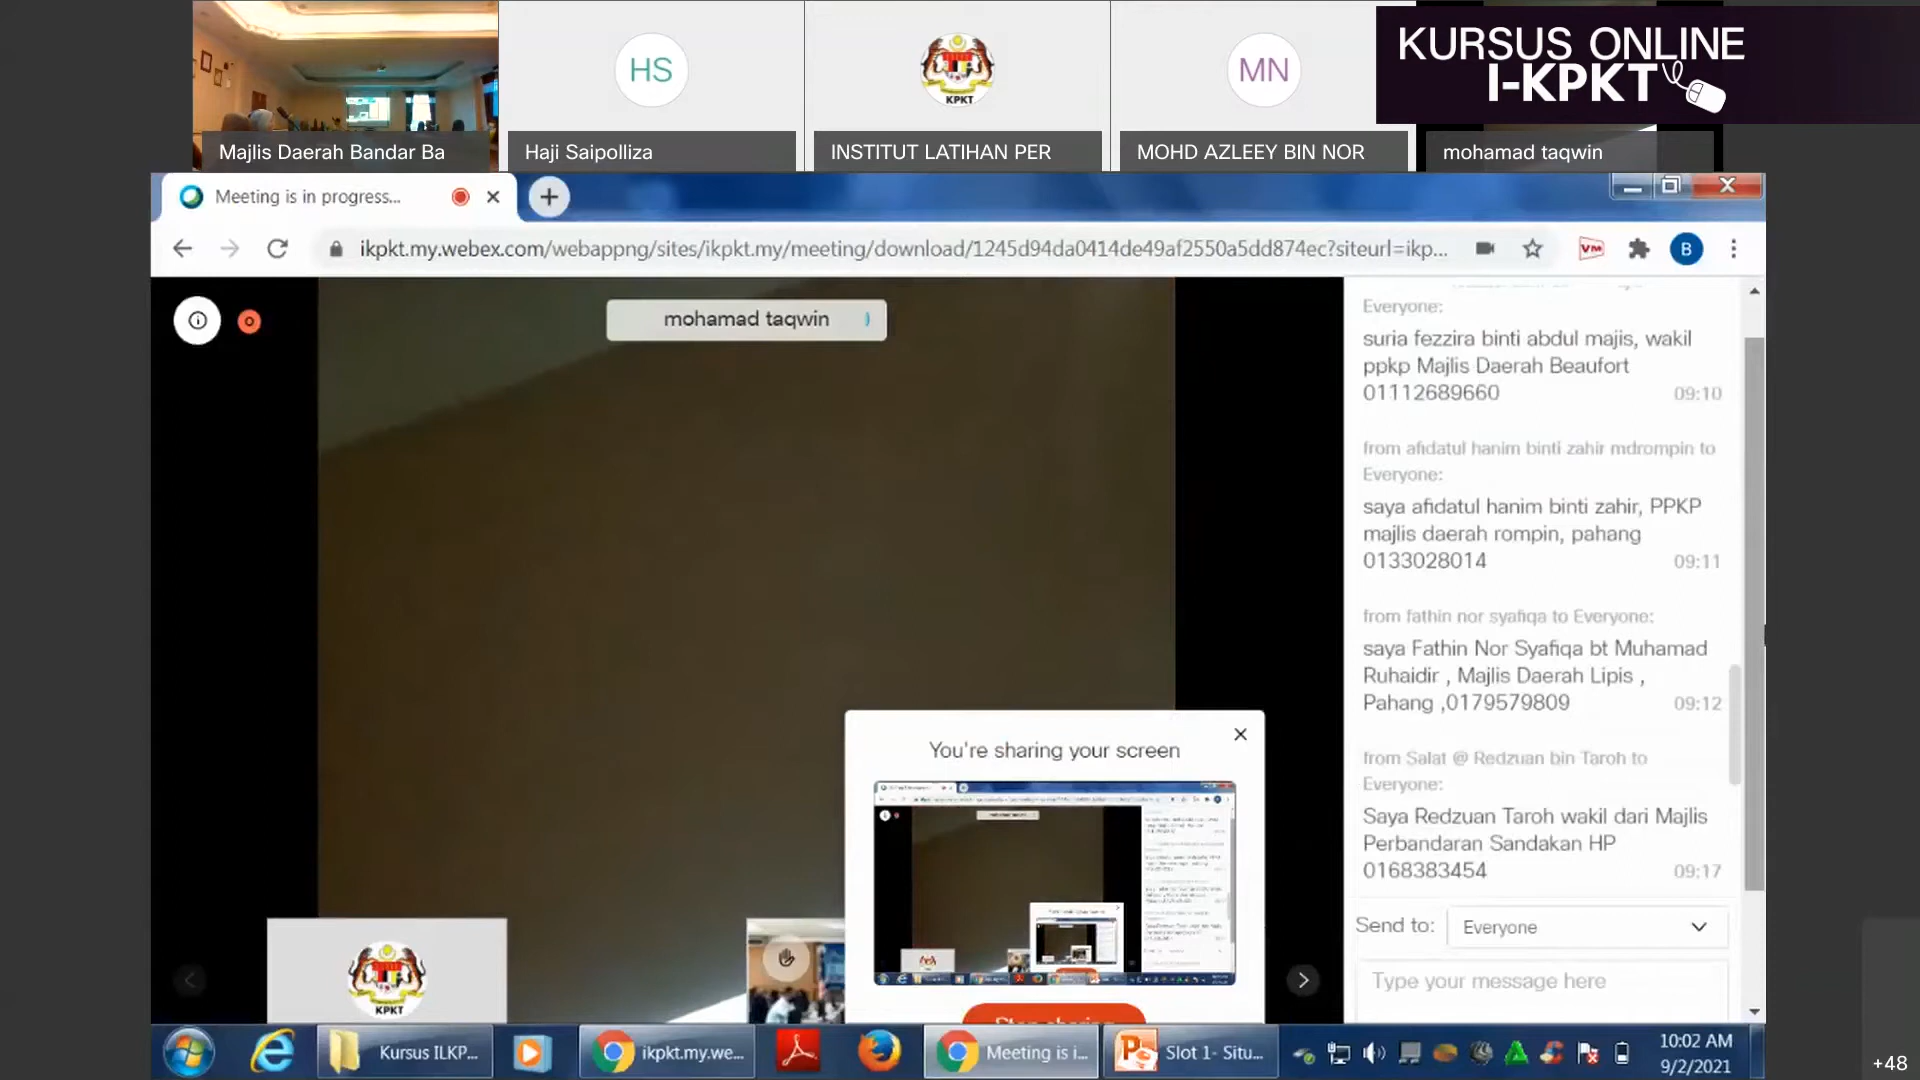 KURSUS ONLINE
I-KPKT
HS
KPKT
MN
Majlis Daerah Bandar Ba
Haji Saipolliza
INSTITUT LATIHAN PER
MOHD AZLEEY BIN NOR
mohamad taqwin
Meeting is in progress...
ikpkt.my.webex.com/webappng/sites/ikpkt.my/meeting/download/1245d94da0414de49af2550a5dd874ec?siteurl=ikp...
VM
B
mohamad taqwin
Everyone:
suria fezzira binti abdul majis, wakil
ppkp Majlis Daerah Beaufort
01112689660
09:10
from afidatul hanim binti zahir mdrompin to
Everyone:
saya afidatul hanim binti zahir, PPKP
majlis daerah rompin, pahang
0133028014
09:11
from fathin nor syafiqa to Everyone:
saya Fathin Nor Syafiqa bt Muhamad
Ruhaidir , Majlis Daerah Lipis ,
Pahang ,0179579809
09:12
from Salat @ Redzuan bin Taroh to
Everyone:
Saya Redzuan Taroh wakil dari Majlis
Perbandaran Sandakan HP
0168383454
09:17
Send to:
Everyone
Type your message here
You're sharing your screen
Stop sharing
KPKT
Kursus ILKP...
ikpkt.my.we...
Meeting is i...
Slot 1- Situ...
10:02 AM
9/2/2021
+48